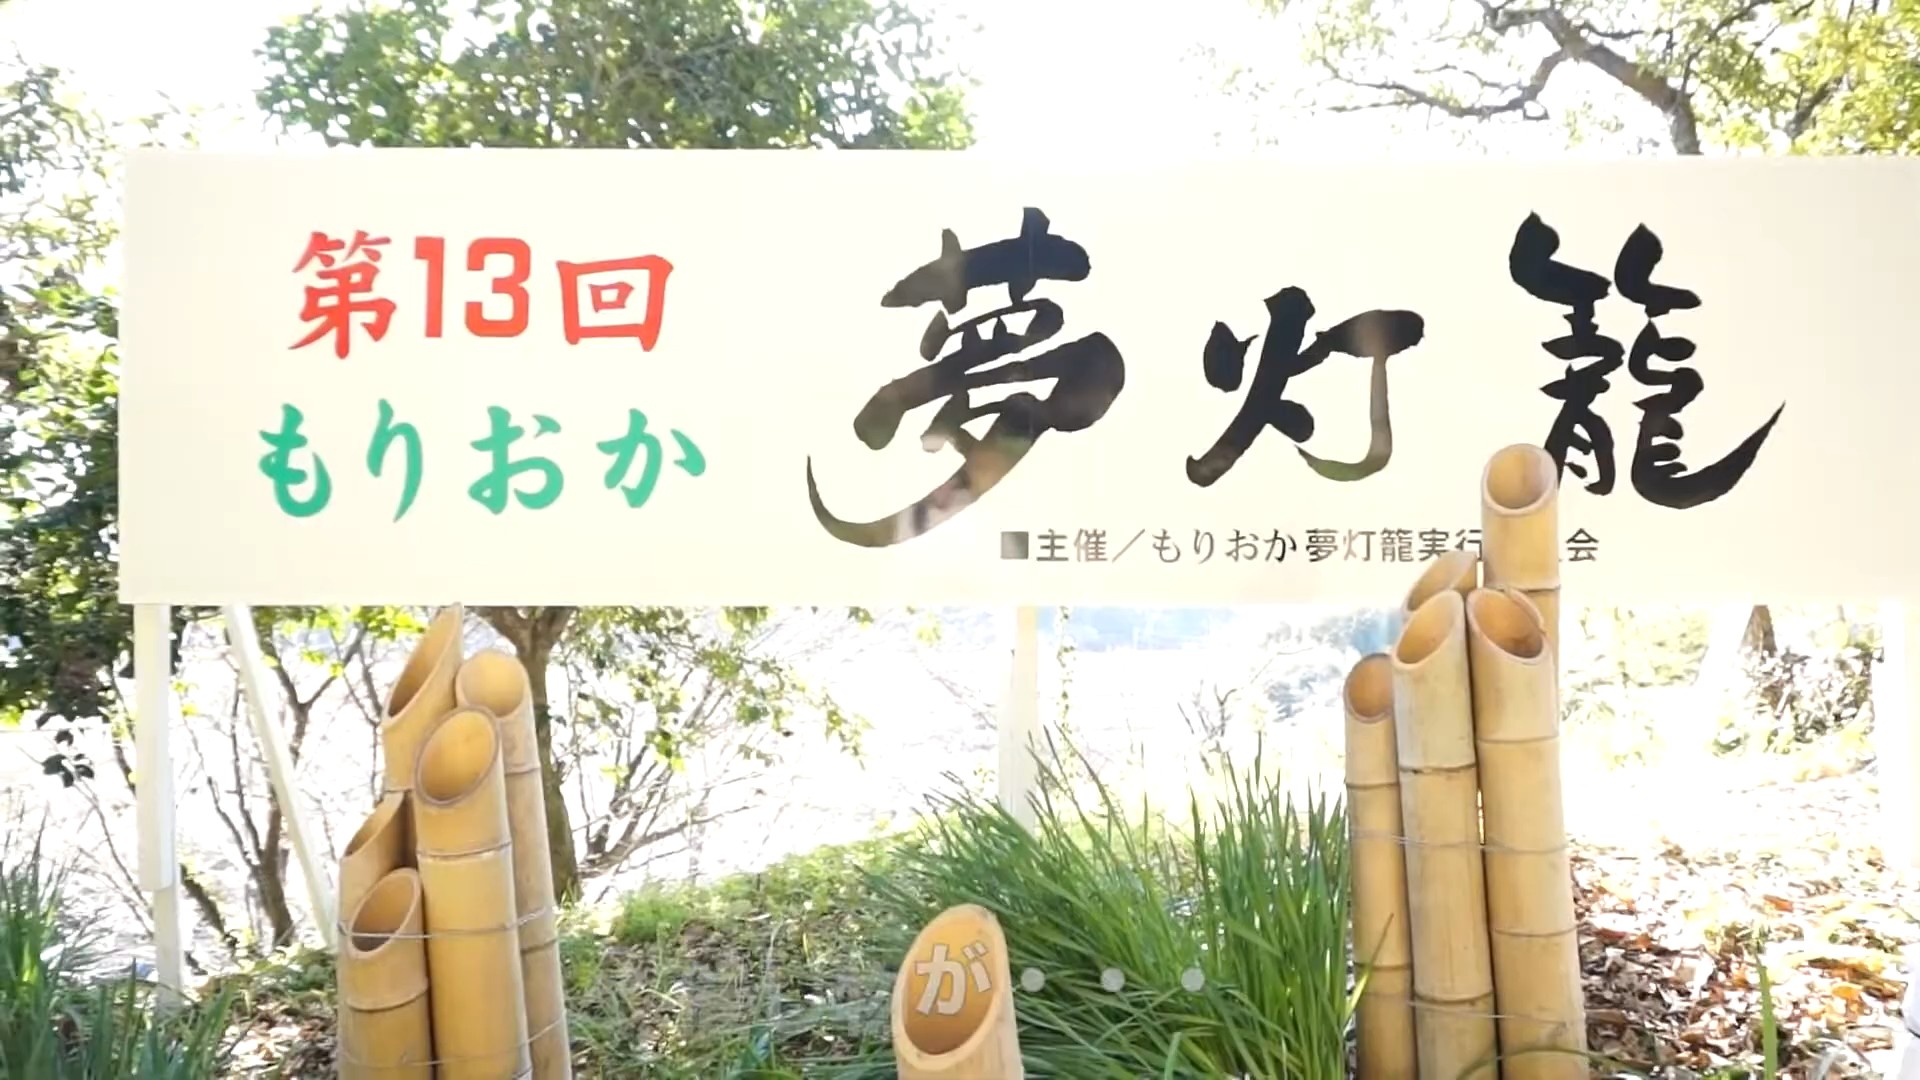 第13回
もりおか
夢灯籠
■主催／もりおか夢灯籠実行 会
が・・・